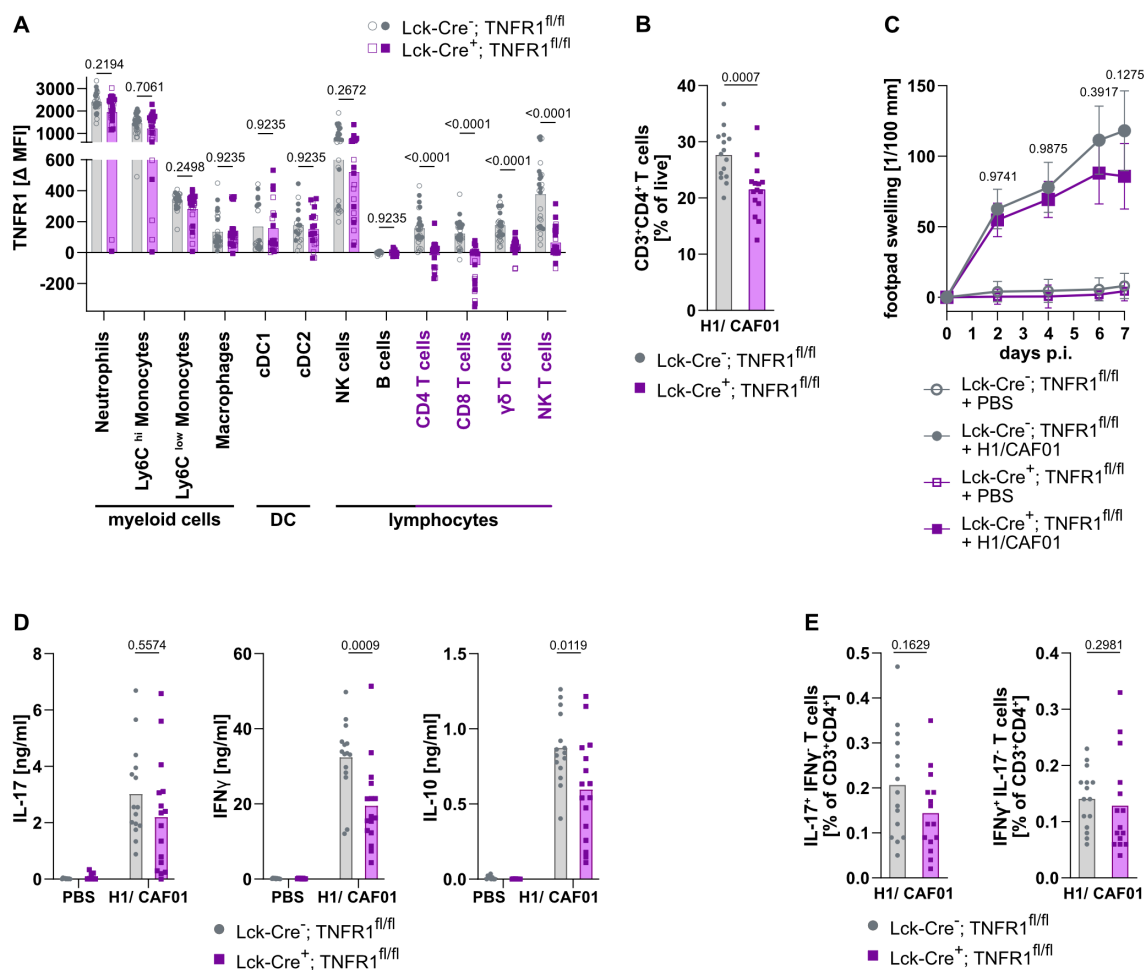 A
Lck-Cre⁻; TNFR1fl/fl
Lck-Cre⁺; TNFR1fl/fl
TNFR1 [Δ MFI]
3000
2000
1000
600
400
200
0
-200
0.2194
0.7061
0.2498
0.9235
0.9235
0.9235
0.2672
0.9235
<0.0001
<0.0001
<0.0001
<0.0001
Neutrophils
Ly6C hi Monocytes
Ly6C low Monocytes
Macrophages
cDC1
cDC2
NK cells
B cells
CD4 T cells
CD8 T cells
γδ T cells
NK T cells
myeloid cells
DC
lymphocytes
B
CD3⁺CD4⁺ T cells
[% of live]
40
30
20
10
0
0.0007
H1/ CAF01
Lck-Cre⁻; TNFR1fl/fl
Lck-Cre⁺; TNFR1fl/fl
C
footpad swelling [1/100 mm]
150
100
50
0
0.9741
0.9875
0.3917
0.1275
0 1 2 3 4 5 6 7
days p.i.
Lck-Cre⁻; TNFR1fl/fl
+ PBS
Lck-Cre⁻; TNFR1fl/fl
+ H1/CAF01
Lck-Cre⁺; TNFR1fl/fl
+ PBS
Lck-Cre⁺; TNFR1fl/fl
+ H1/CAF01
D
IL-17 [ng/ml]
8
6
4
2
0
0.5574
PBS H1/ CAF01
IFNγ [ng/ml]
60
40
20
0
0.0009
PBS H1/ CAF01
IL-10 [ng/ml]
1.5
1.0
0.5
0.0
0.0119
PBS H1/ CAF01
Lck-Cre⁻; TNFR1fl/fl
Lck-Cre⁺; TNFR1fl/fl
E
IL-17⁺ IFNγ⁻ T cells
[% of CD3⁺CD4⁺]
0.5
0.4
0.3
0.2
0.1
0.0
0.1629
H1/ CAF01
IFNγ⁺ IL-17⁻ T cells
[% of CD3⁺CD4⁺]
0.4
0.3
0.2
0.1
0.0
0.2981
H1/ CAF01
Lck-Cre⁻; TNFR1fl/fl
Lck-Cre⁺; TNFR1fl/fl